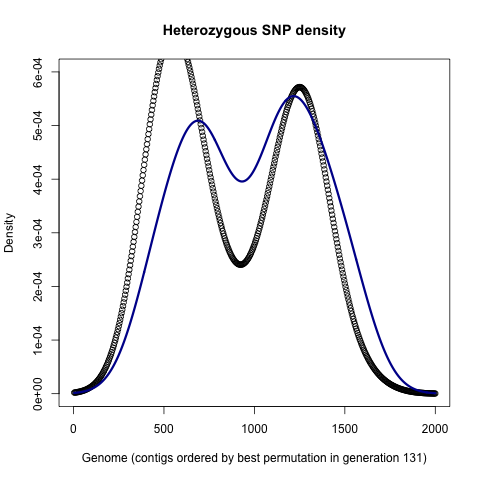 Heterozygous SNP density
Density
6e-04
5e-04
4e-04
3e-04
2e-04
1e-04
0e+00
0 500 1000 1500 2000
Genome (contigs ordered by best permutation in generation 131)